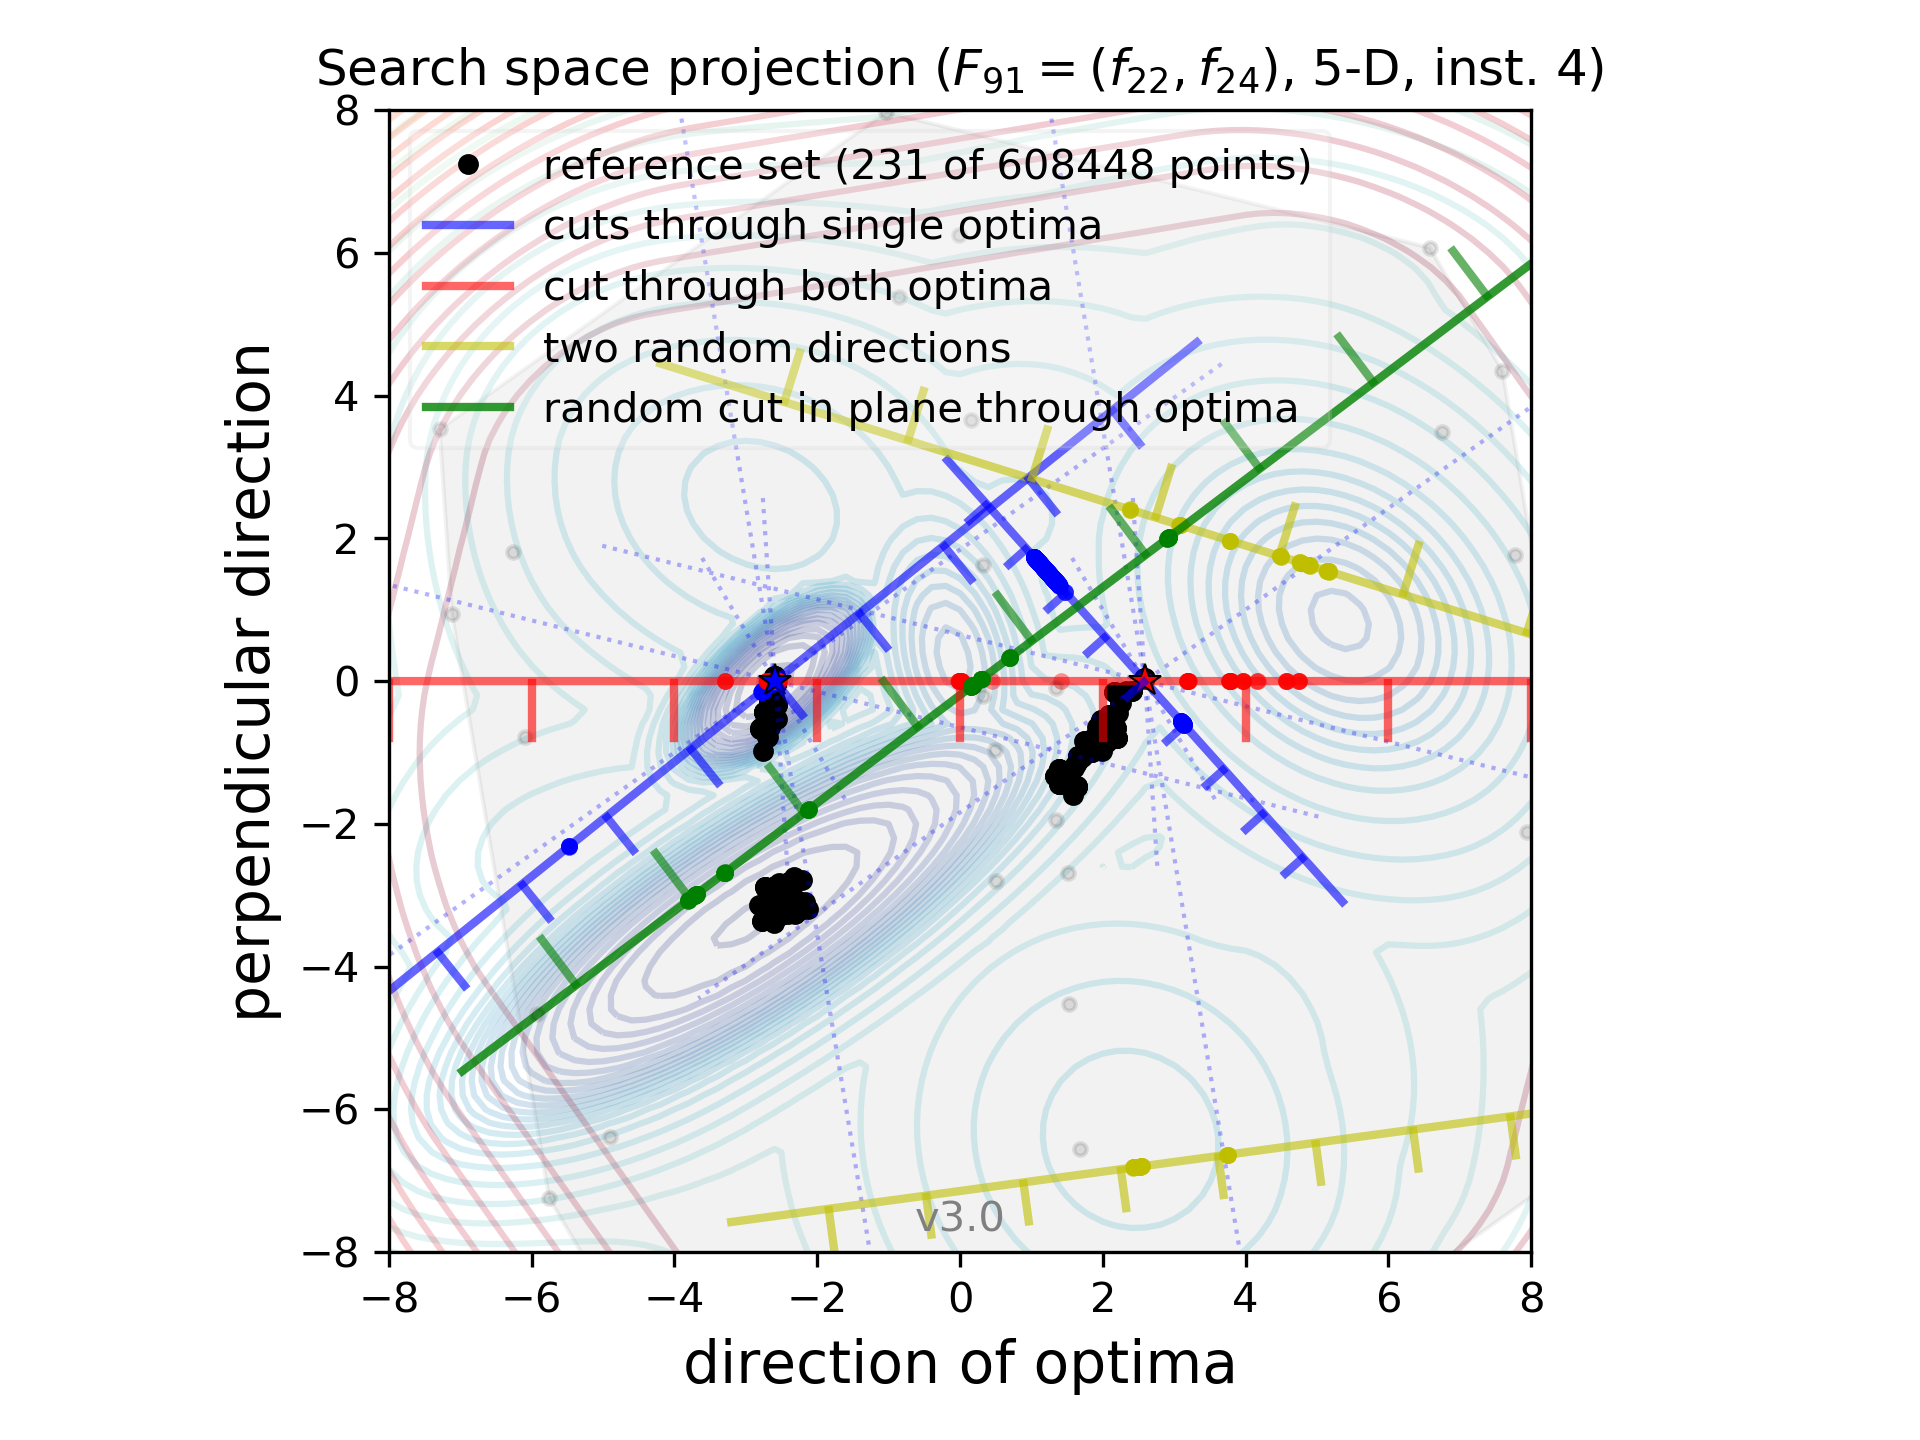 Search space projection (F₉₁ = (f₂₂, f₂₄), 5-D, inst. 4)
reference set (231 of 608448 points)
cuts through single optima
cut through both optima
two random directions
random cut in plane through optima
perpendicular direction
8
6
4
2
0
−2
−4
−6
−8
v3.0
−8 −6 −4 −2 0 2 4 6 8
direction of optima